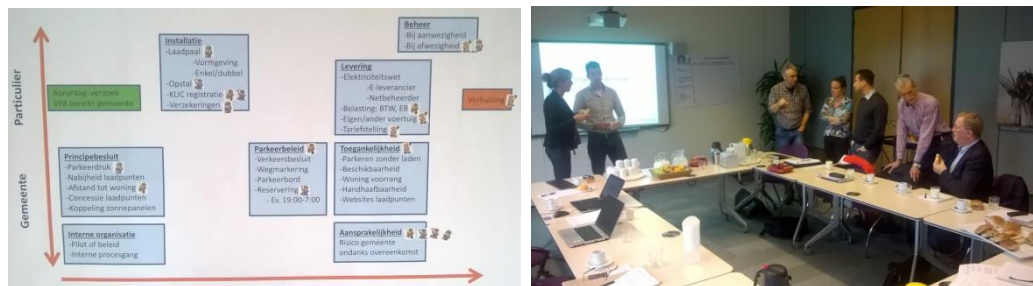 Beheer
-Bij aanwezigheid
-Bij afwezigheid
Installatie
-Laadpaal
-Vormgeving
-Enkel/dubbel
-Opstal
-KLIC registratie
-Verzekeringen
Levering
-Elektriciteitswet
-E-leverancier
-Netbeheerder
-Belasting: BTW, EB
-Eigen/ander voertuig
-Tariefstelling
Particulier
Aanvraag: verzoek
VPA bereikt gemeente
Verhuizing
Gemeente
Principebesluit
-Parkeerdruk
-Nabijheid laadpunten
-Afstand tot woning
-Concessie laadpunten
-Koppeling zonnepanelen
Parkeerbeleid
-Verkeersbesluit
-Wegmarkering
-Parkeerbord
-Reservering
- Ev. 19:00-7:00
Toegankelijkheid
-Parkeren zonder laden
-Beschikbaarheid
-Woning voorrang
-Handhaafbaarheid
-Websites laadpunten
Interne organisatie
-Pilot of beleid
-Interne procesgang
Aansprakelijkheid
Risico gemeente
ondanks overeenkomst